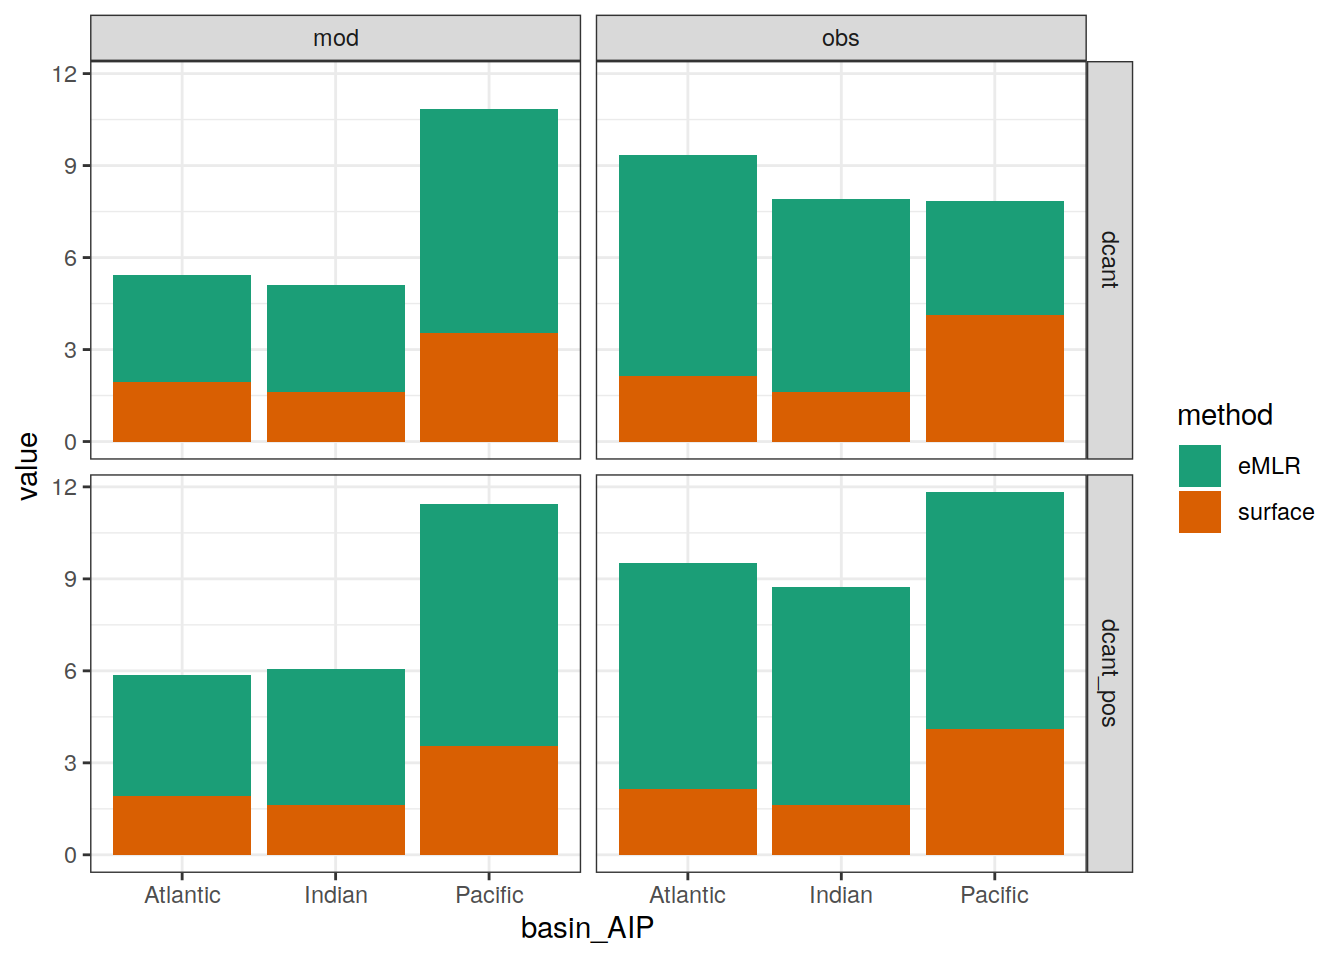 mod
obs
12
9
6
3
0
dcant
12
9
6
3
0
dcant_pos
value
Atlantic
Indian
Pacific
Atlantic
Indian
Pacific
basin_AIP
method
eMLR
surface